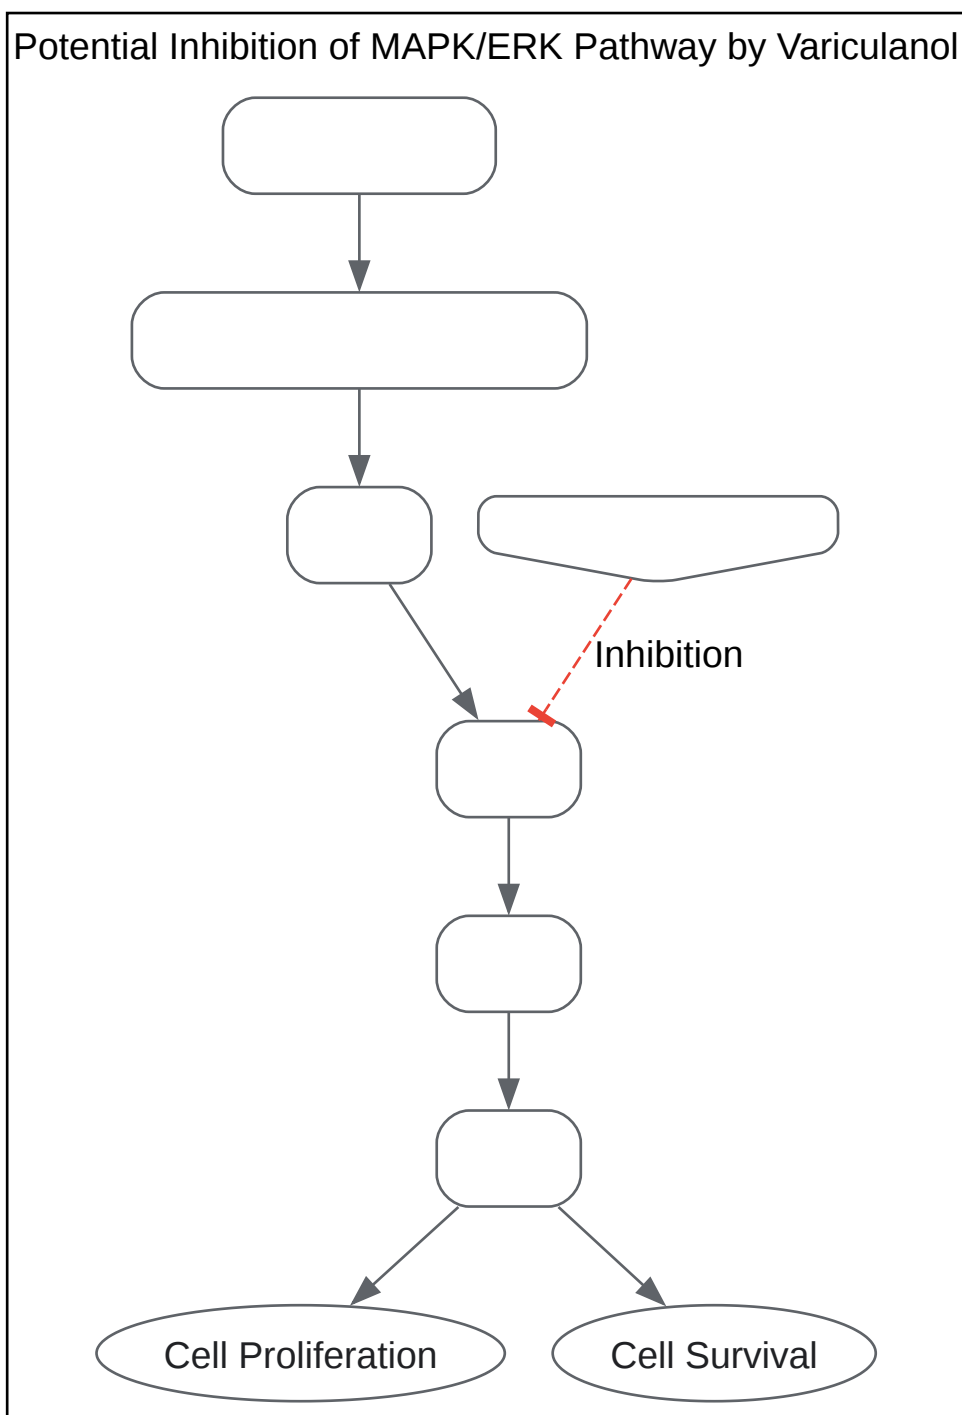 Potential Inhibition of MAPK/ERK Pathway by Variculanol
Inhibition
Cell Proliferation
Cell Survival